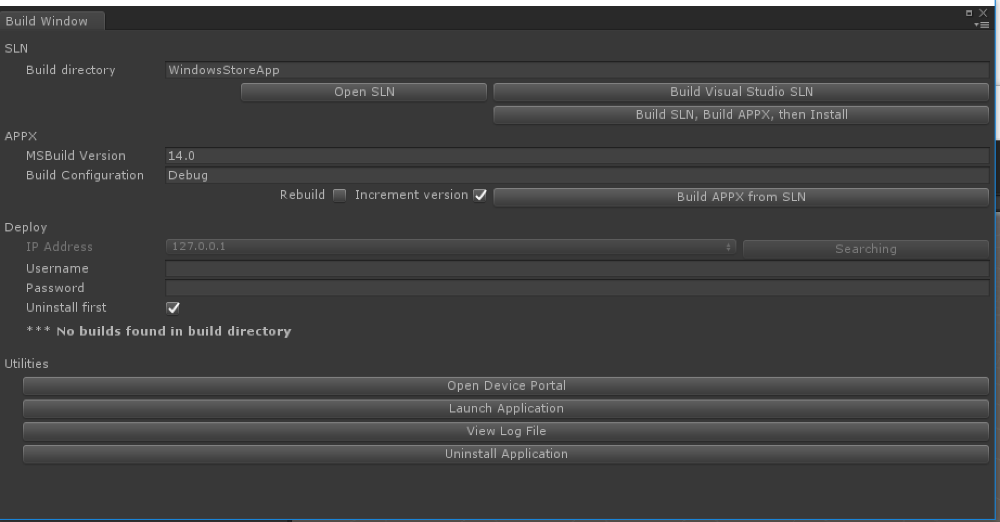 Build Window
SLN
Build directory WindowsStoreApp
Open SLN Build Visual Studio SLN
Build SLN, Build APPX, then Install
APPX
MSBuild Version 14.0
Build Configuration Debug
Rebuild Increment version Build APPX from SLN
Deploy
IP Address 127.0.0.1 Searching
Username
Password
Uninstall first
*** No builds found in build directory
Utilities
Open Device Portal
Launch Application
View Log File
Uninstall Application